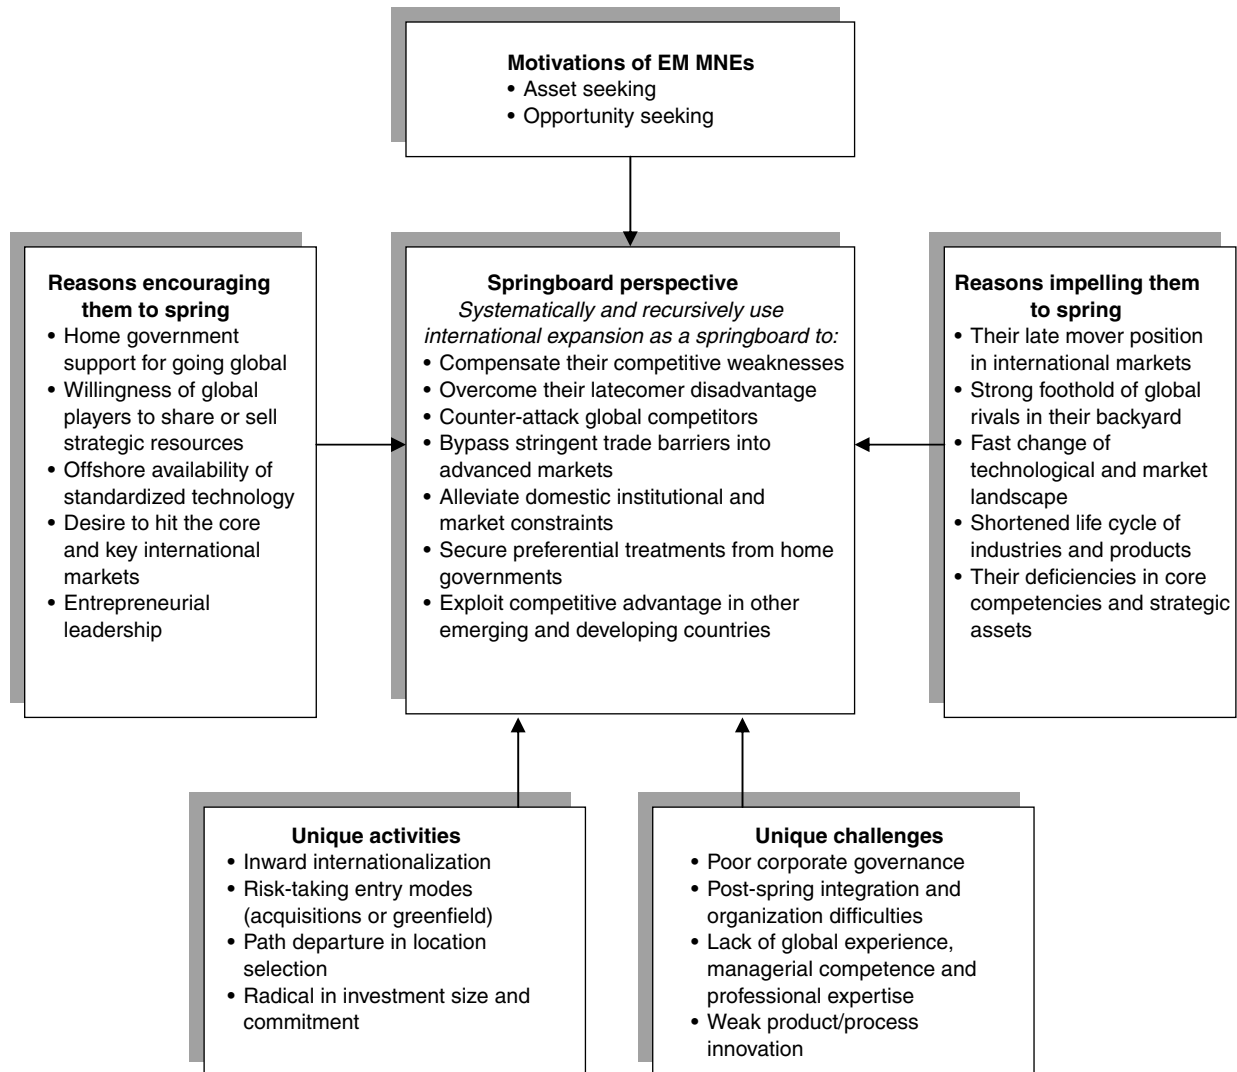 Motivations of EM MNEs
• Asset seeking
• Opportunity seeking
Reasons encouraging
them to spring
• Home government
support for going global
• Willingness of global
players to share or sell
strategic resources
• Offshore availability of
standardized technology
• Desire to hit the core
and key international
markets
• Entrepreneurial
leadership
Springboard perspective
Systematically and recursively use
international expansion as a springboard to:
• Compensate their competitive weaknesses
• Overcome their latecomer disadvantage
• Counter-attack global competitors
• Bypass stringent trade barriers into
advanced markets
• Alleviate domestic institutional and
market constraints
• Secure preferential treatments from home
governments
• Exploit competitive advantage in other
emerging and developing countries
Reasons impelling them
to spring
• Their late mover position
in international markets
• Strong foothold of global
rivals in their backyard
• Fast change of
technological and market
landscape
• Shortened life cycle of
industries and products
• Their deficiencies in core
competencies and strategic
assets
Unique activities
• Inward internationalization
• Risk-taking entry modes
(acquisitions or greenfield)
• Path departure in location
selection
• Radical in investment size and
commitment
Unique challenges
• Poor corporate governance
• Post-spring integration and
organization difficulties
• Lack of global experience,
managerial competence and
professional expertise
• Weak product/process
innovation